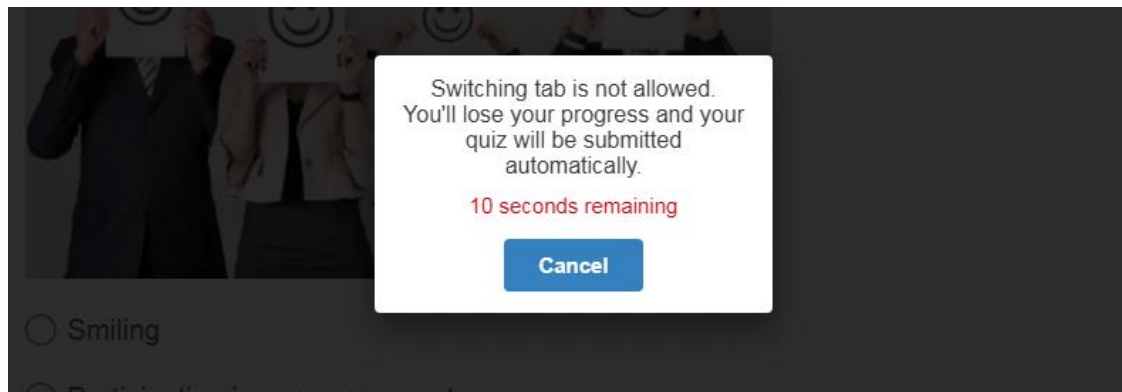 Switching tab is not allowed.
You'll lose your progress and your
quiz will be submitted
automatically.
10 seconds remaining
Cancel
Smiling